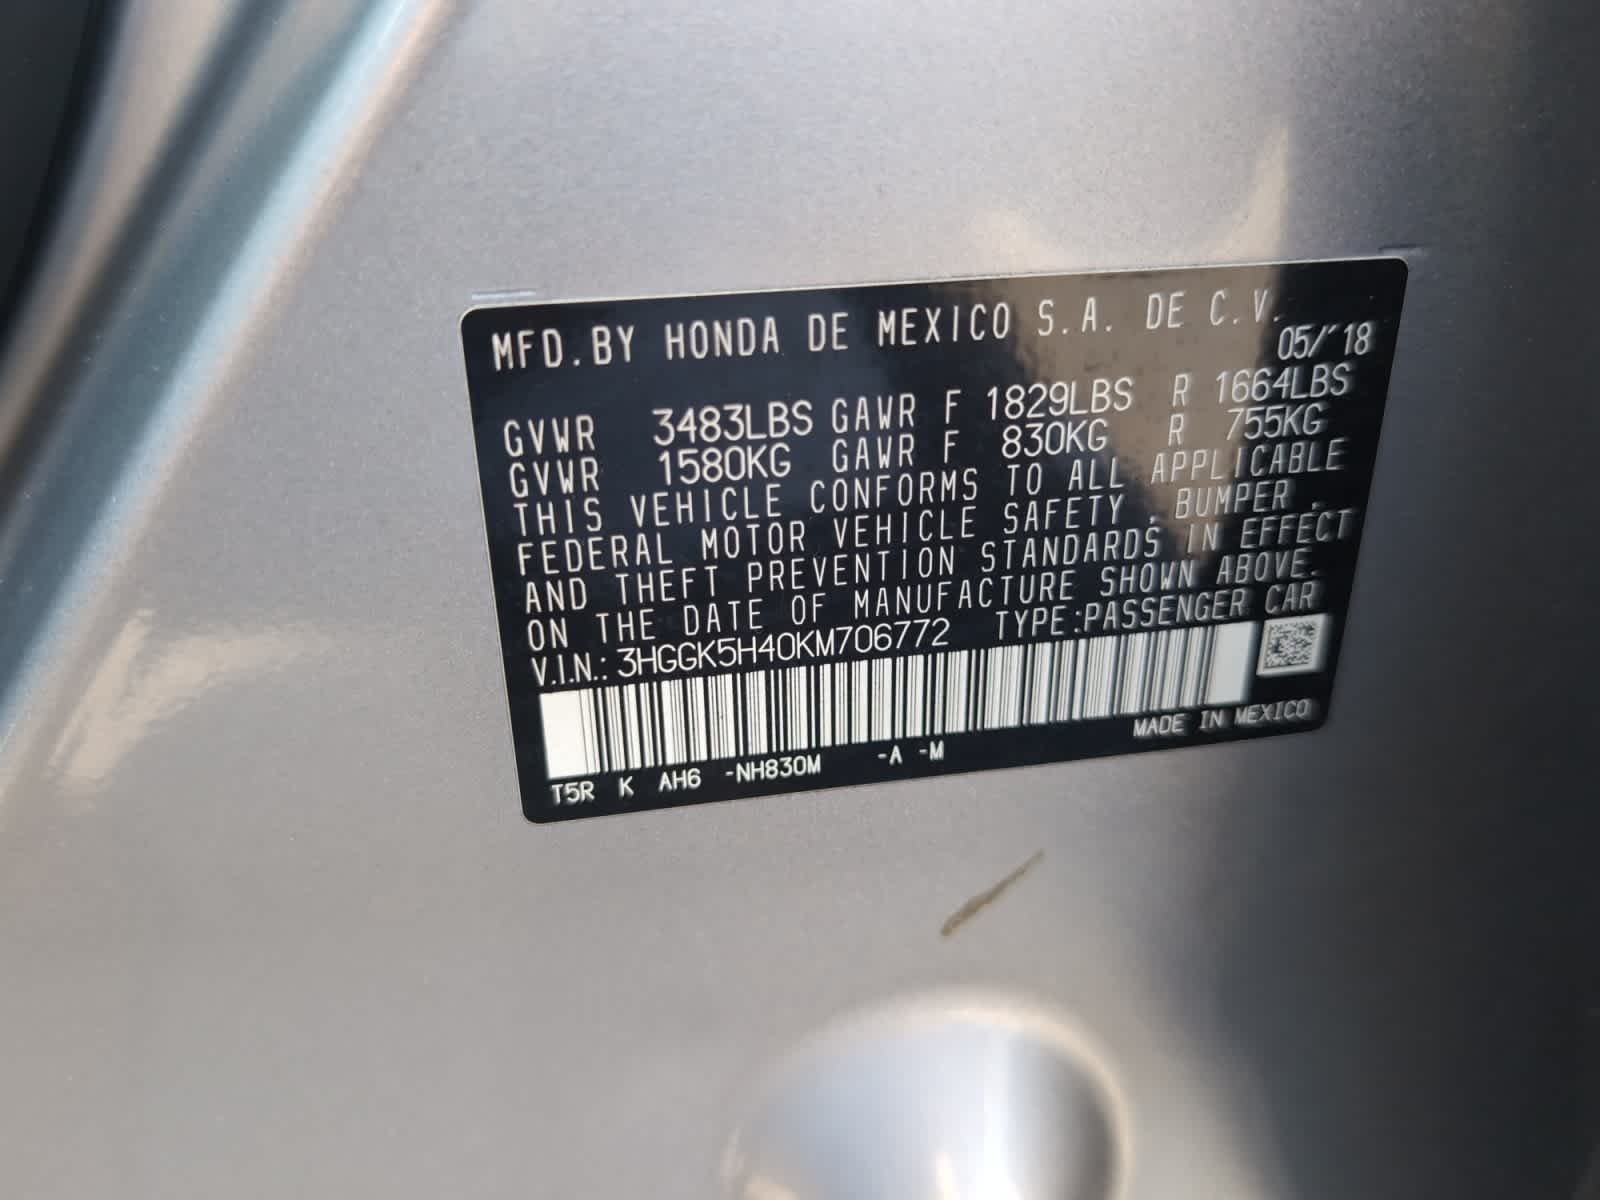 MFD.BY HONDA DE MEXICO S.A. DE C.V.
05/'18
GVWR 3483LBS GAWR F 1829LBS R 1664LBS
GVWR 1580KG GAWR F 830KG R 755KG
THIS VEHICLE CONFORMS TO ALL APPLICABLE
FEDERAL MOTOR VEHICLE SAFETY , BUMPER ,
AND THEFT PREVENTION STANDARDS IN EFFECT
ON THE DATE OF MANUFACTURE SHOWN ABOVE.
V.I.N.: 3HGGK5H40KM706772 TYPE:PASSENGER CAR
MADE IN MEXICO
T5R K AH6 -NH830M -A -M